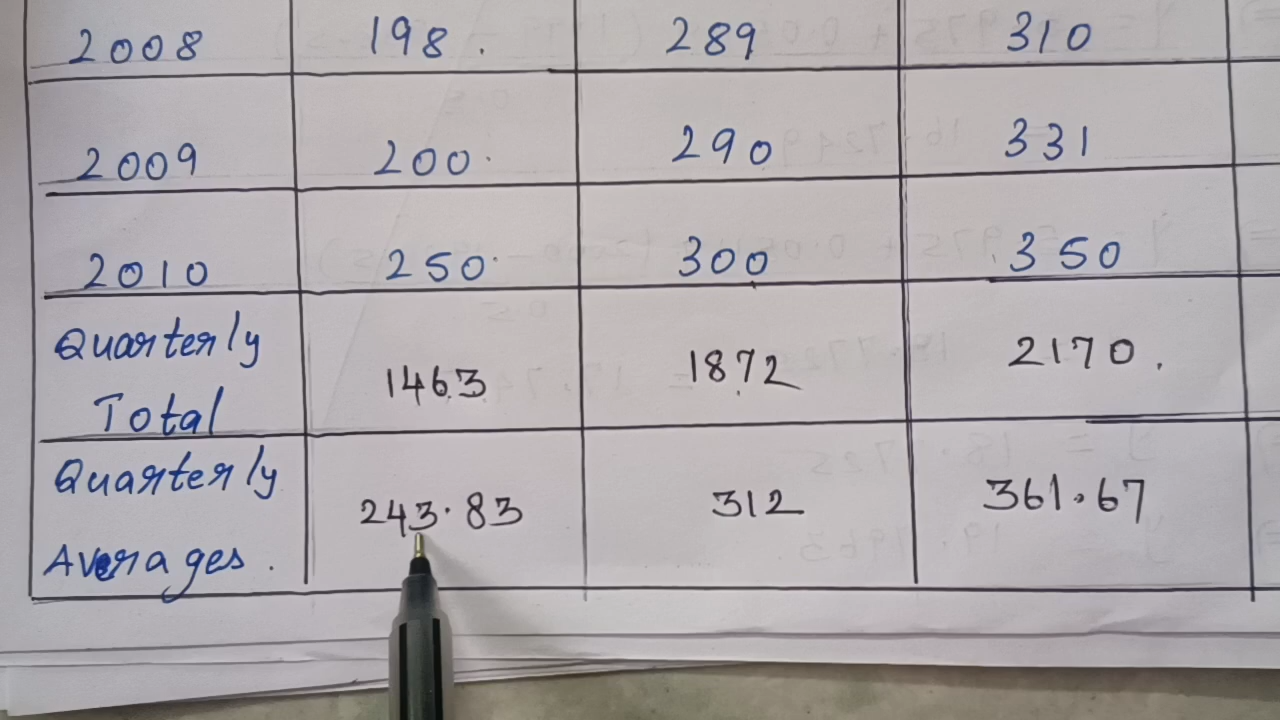 2008 198. 289 310
2009 200. 290 331
2010 250. 300 350
Quarterly Total 1463 1872 2170.
Quarterly Averages. 243.83 312 361.67